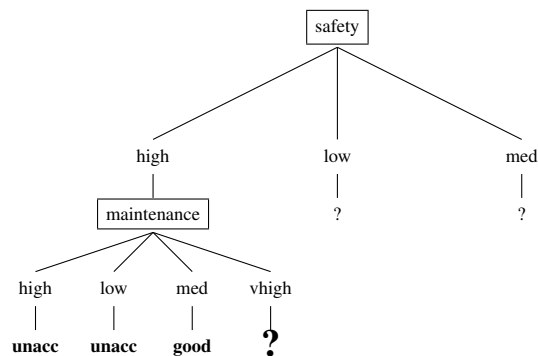 safety
high low med
maintenance ? ?
high low med vhigh
unacc unacc good ?